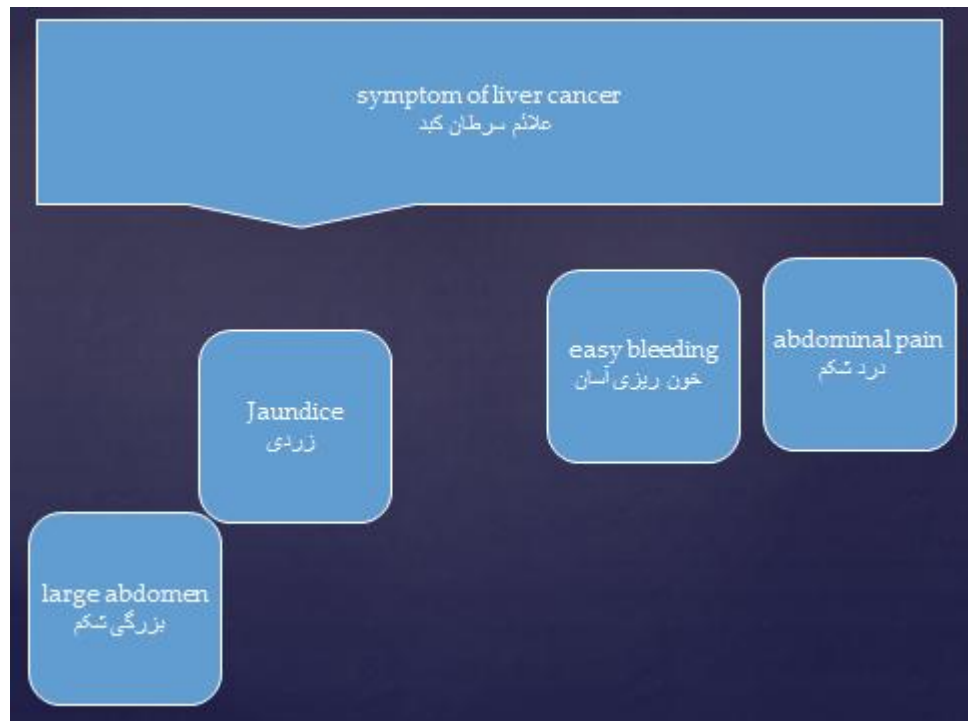 symptom of liver cancer
علائم سرطان کبد
abdominal pain
درد شکم
easy bleeding
خون ریزی آسان
Jaundice
زردی
large abdomen
بزرگی شکم